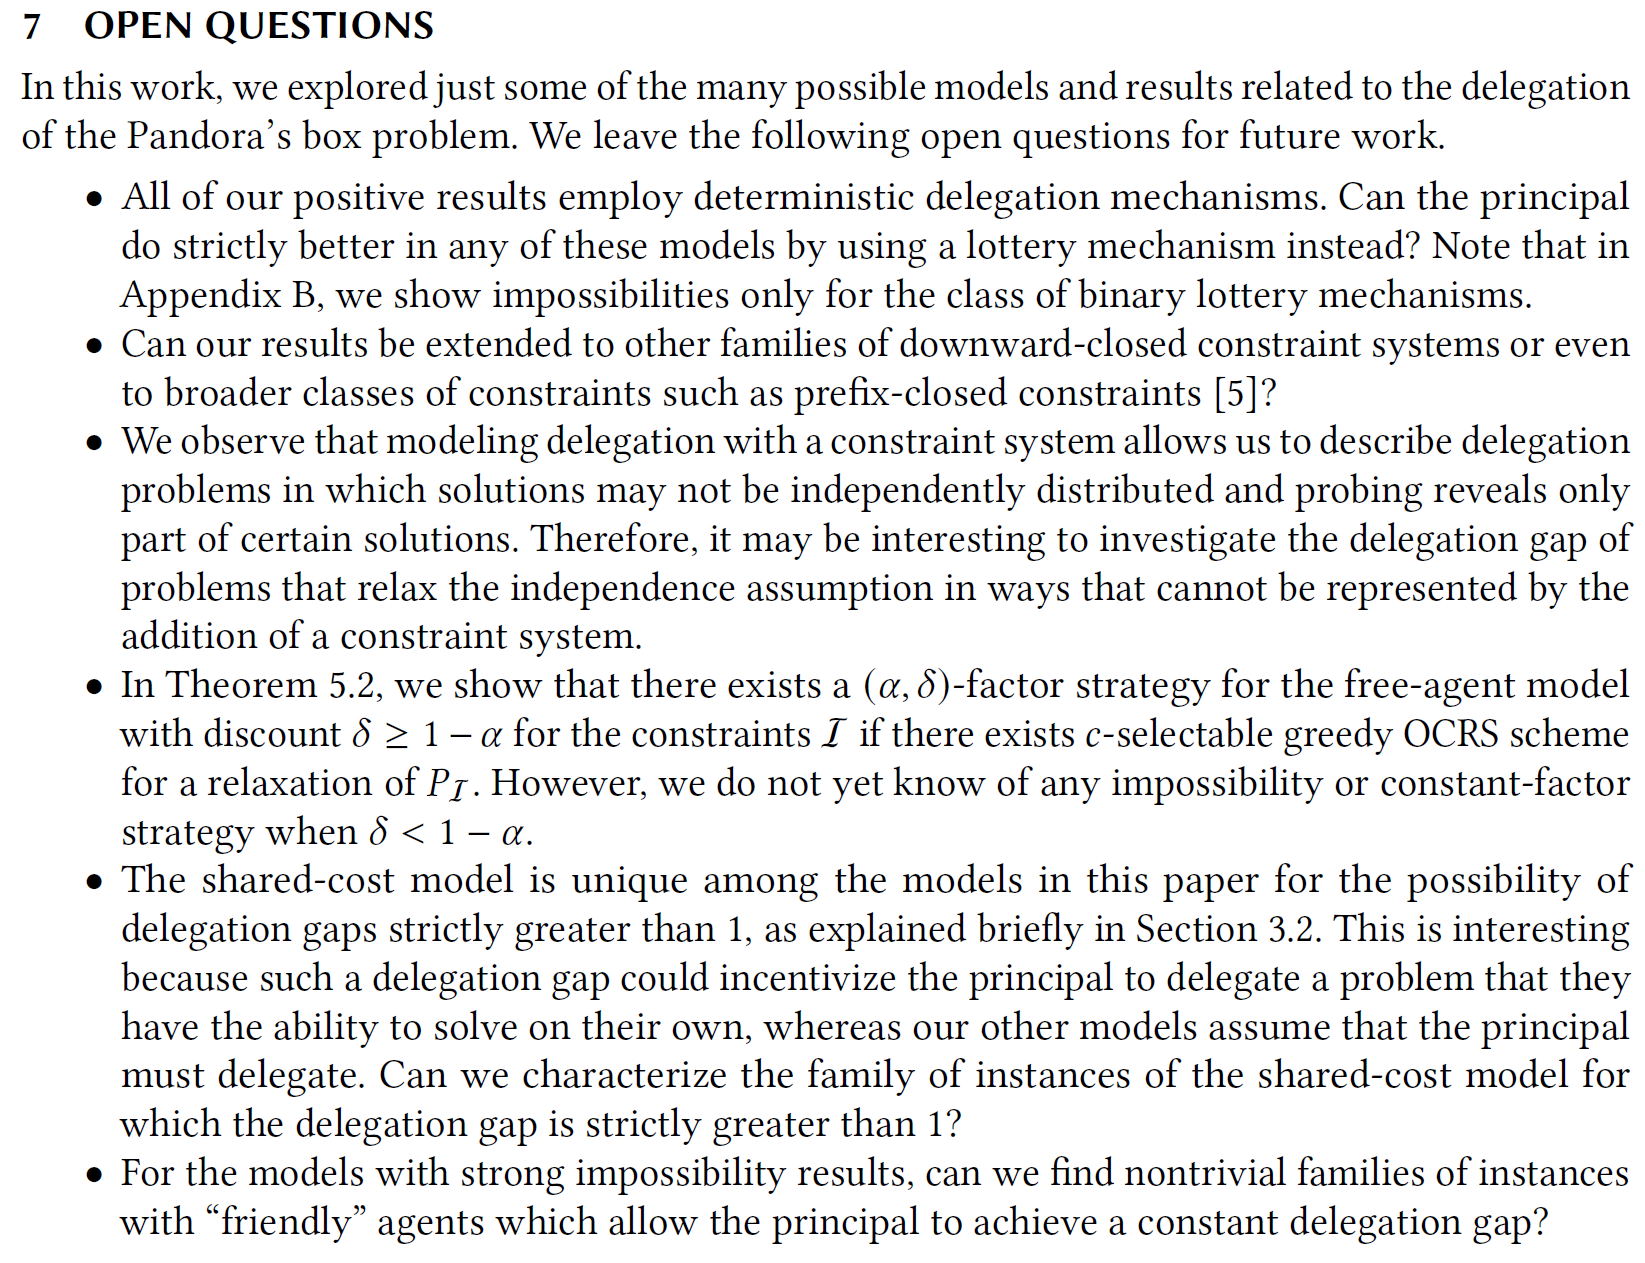 7 OPEN QUESTIONS
In this work, we explored just some of the many possible models and results related to the delegation
of the Pandora's box problem. We leave the following open questions for future work.
• All of our positive results employ deterministic delegation mechanisms. Can the principal
do strictly better in any of these models by using a lottery mechanism instead? Note that in
Appendix B, we show impossibilities only for the class of binary lottery mechanisms.
• Can our results be extended to other families of downward-closed constraint systems or even
to broader classes of constraints such as prefix-closed constraints [5]?
• We observe that modeling delegation with a constraint system allows us to describe delegation
problems in which solutions may not be independently distributed and probing reveals only
part of certain solutions. Therefore, it may be interesting to investigate the delegation gap of
problems that relax the independence assumption in ways that cannot be represented by the
addition of a constraint system.
• In Theorem 5.2, we show that there exists a (α, δ)-factor strategy for the free-agent model
with discount δ ≥ 1 − α for the constraints ℐ if there exists c-selectable greedy OCRS scheme
for a relaxation of P_ℐ. However, we do not yet know of any impossibility or constant-factor
strategy when δ < 1 − α.
• The shared-cost model is unique among the models in this paper for the possibility of
delegation gaps strictly greater than 1, as explained briefly in Section 3.2. This is interesting
because such a delegation gap could incentivize the principal to delegate a problem that they
have the ability to solve on their own, whereas our other models assume that the principal
must delegate. Can we characterize the family of instances of the shared-cost model for
which the delegation gap is strictly greater than 1?
• For the models with strong impossibility results, can we find nontrivial families of instances
with “friendly” agents which allow the principal to achieve a constant delegation gap?